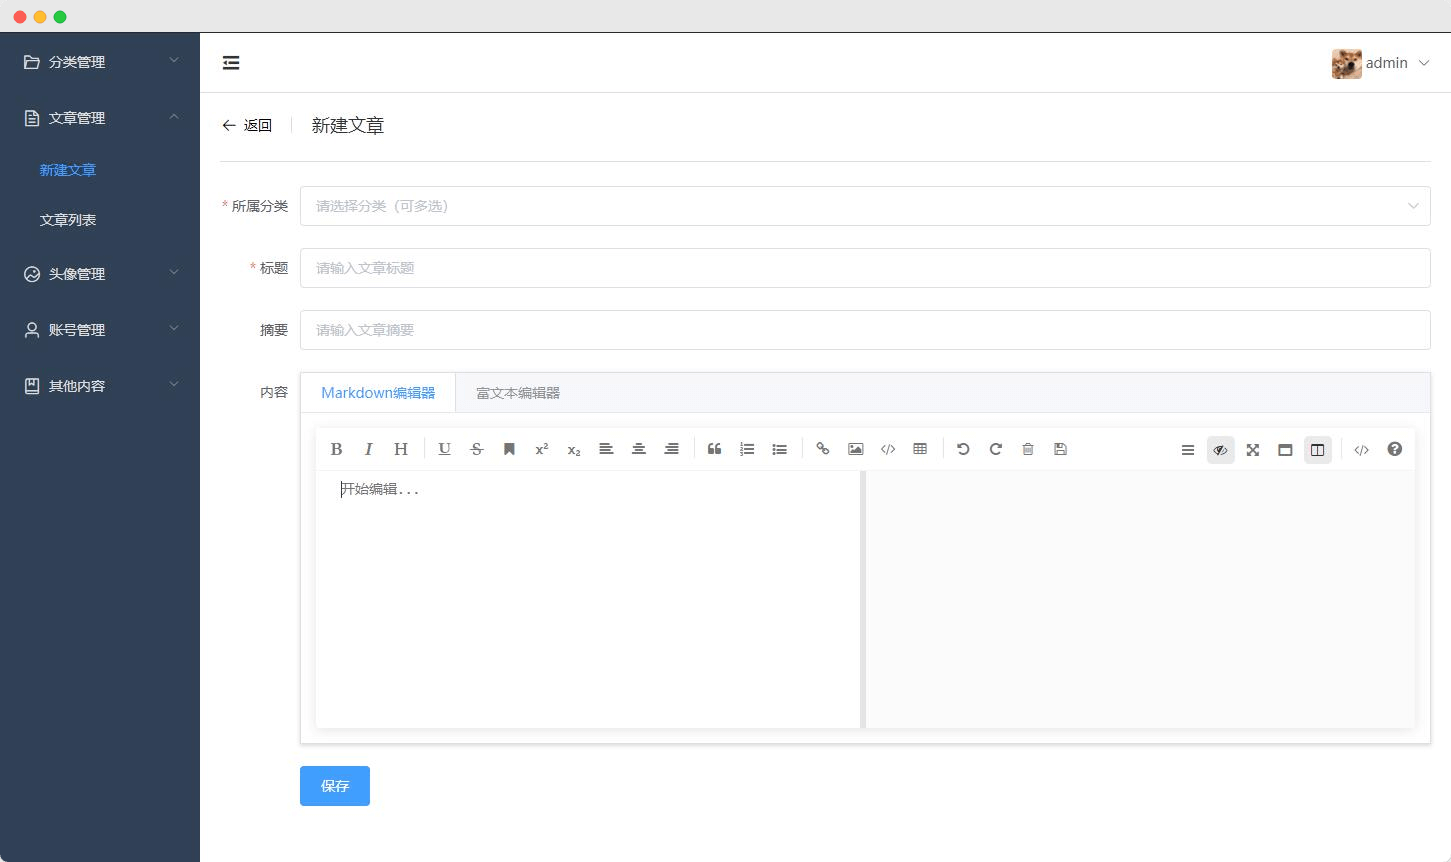 分类管理
文章管理
新建文章
文章列表
头像管理
账号管理
其他内容
admin
返回 新建文章
* 所属分类 请选择分类（可多选）
* 标题 请输入文章标题
摘要 请输入文章摘要
内容 Markdown编辑器 富文本编辑器
B I H U S x² x₂
开始编辑...
保存